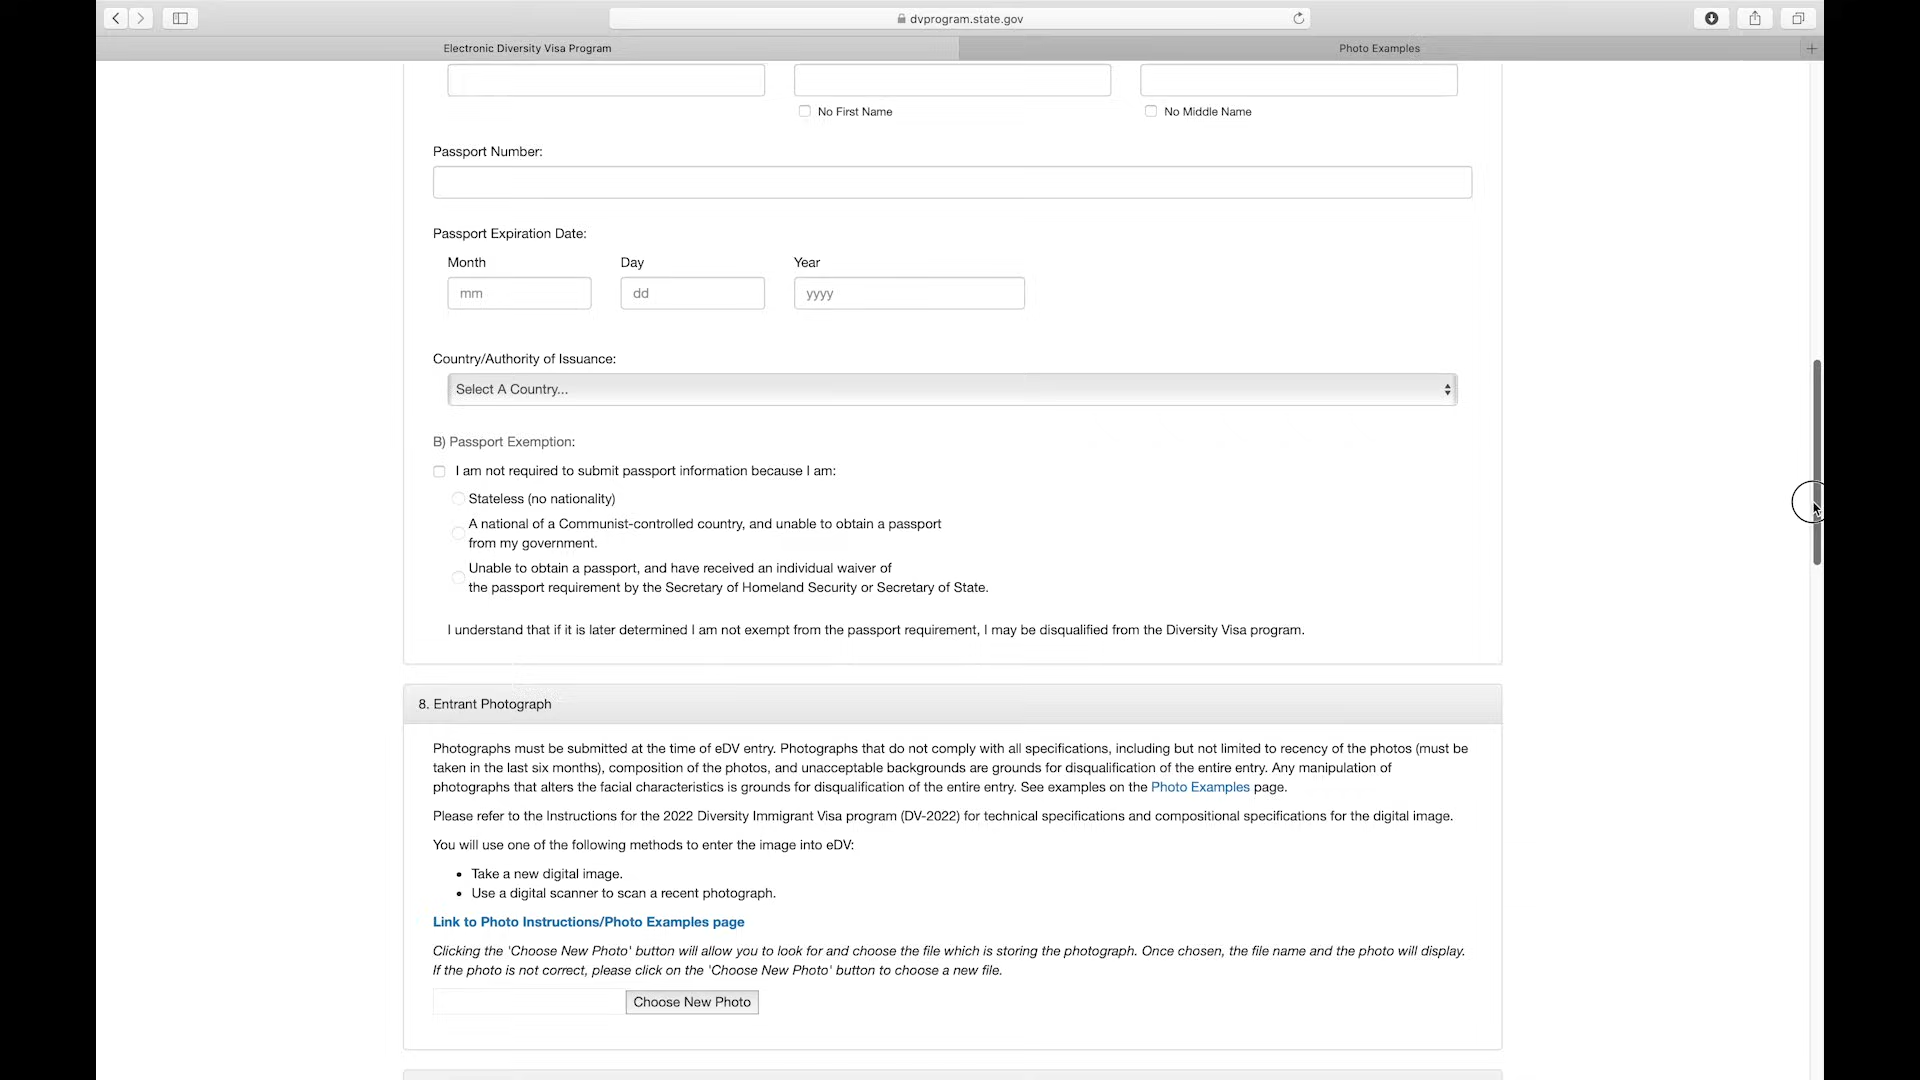 dvprogram.state.gov
Electronic Diversity Visa Program
Photo Examples
No First Name
No Middle Name
Passport Number:
Passport Expiration Date:
Month
Day
Year
mm
dd
yyyy
Country/Authority of Issuance:
Select A Country...
B) Passport Exemption:
I am not required to submit passport information because I am:
Stateless (no nationality)
A national of a Communist-controlled country, and unable to obtain a passport
from my government.
Unable to obtain a passport, and have received an individual waiver of
the passport requirement by the Secretary of Homeland Security or Secretary of State.
I understand that if it is later determined I am not exempt from the passport requirement, I may be disqualified from the Diversity Visa program.
8. Entrant Photograph
Photographs must be submitted at the time of eDV entry. Photographs that do not comply with all specifications, including but not limited to recency of the photos (must be
taken in the last six months), composition of the photos, and unacceptable backgrounds are grounds for disqualification of the entire entry. Any manipulation of
photographs that alters the facial characteristics is grounds for disqualification of the entire entry. See examples on the Photo Examples page.
Please refer to the Instructions for the 2022 Diversity Immigrant Visa program (DV-2022) for technical specifications and compositional specifications for the digital image.
You will use one of the following methods to enter the image into eDV:
• Take a new digital image.
• Use a digital scanner to scan a recent photograph.
Link to Photo Instructions/Photo Examples page
Clicking the 'Choose New Photo' button will allow you to look for and choose the file which is storing the photograph. Once chosen, the file name and the photo will display.
If the photo is not correct, please click on the 'Choose New Photo' button to choose a new file.
Choose New Photo